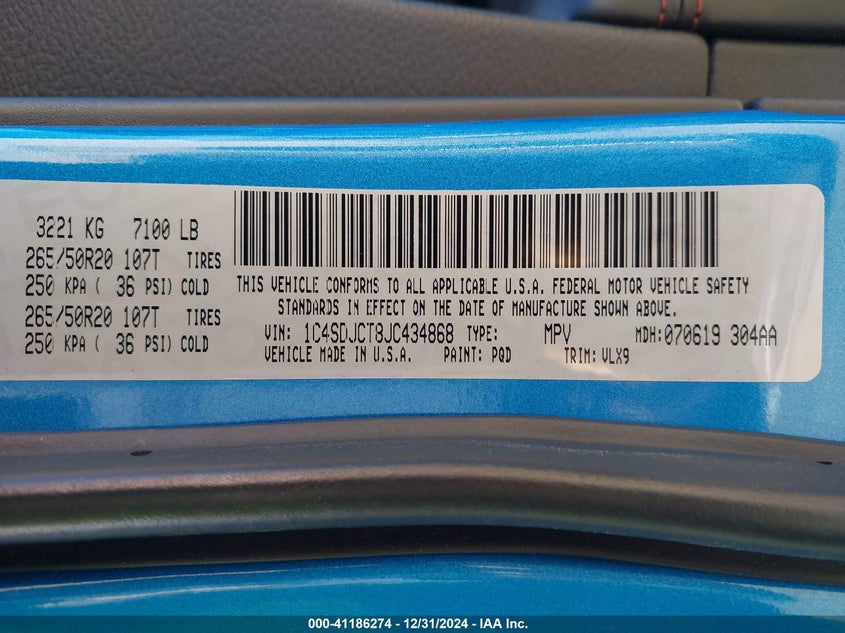 3221 KG 7100 LB
265/50R20 107T TIRES
250 KPA ( 36 PSI) COLD
265/50R20 107T TIRES
250 KPA ( 36 PSI) COLD
THIS VEHICLE CONFORMS TO ALL APPLICABLE U.S.A. FEDERAL MOTOR VEHICLE SAFETY
STANDARDS IN EFFECT ON THE DATE OF MANUFACTURE SHOWN ABOVE.
VIN: 1C4SDJCT8JC434868 TYPE: MPV MDH:070619 304AA
VEHICLE MADE IN U.S.A. PAINT: PQD TRIM: VLX9
000-41186274 - 12/31/2024 - IAA Inc.